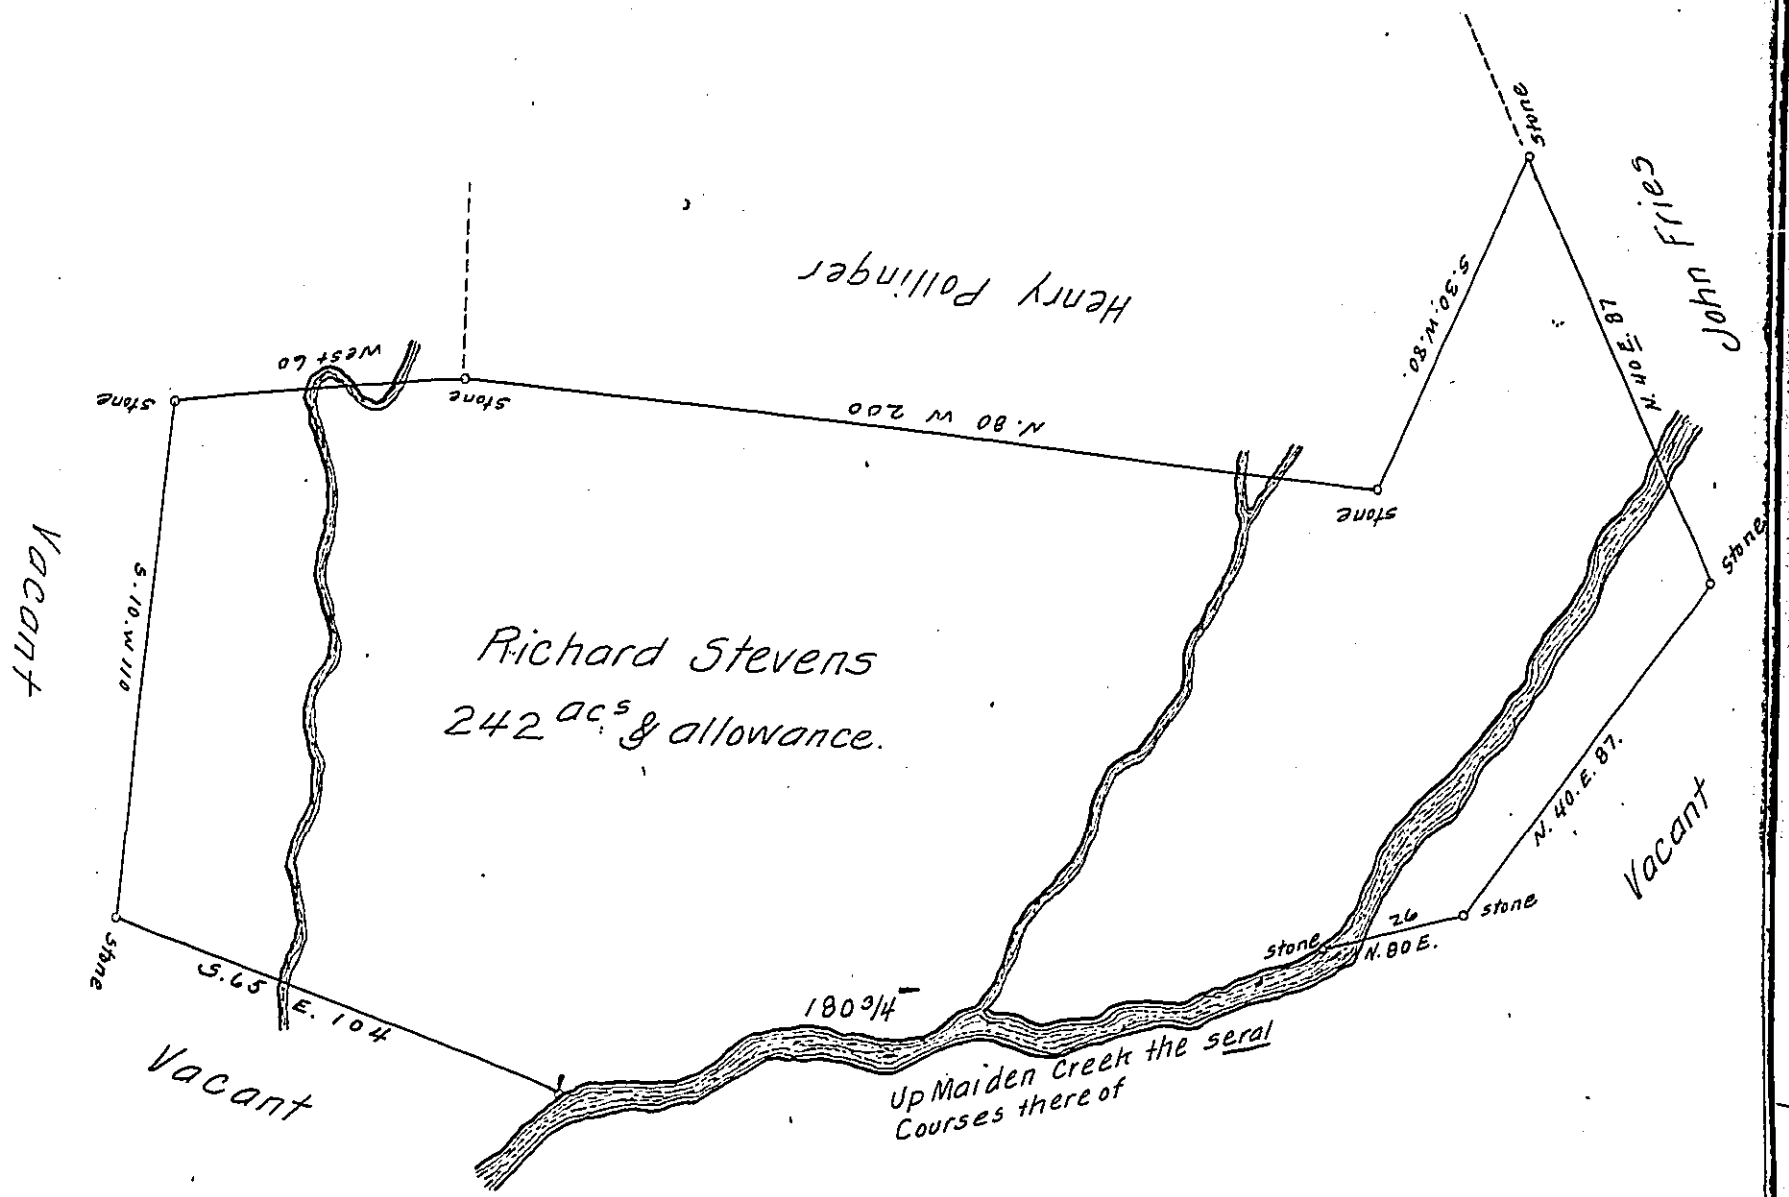 stone
John Fries
Henry Pollinger
S. 30. W. 80.
N. 40 E. 87
West 60
stone
stone
N. 80 W 200
stone
stone
Vacant
S. 10. W 110
Richard Stevens
242 acs & allowance.
N. 40. E. 87.
Vacant
stone
26
stone
N. 80 E.
stone
S. 65 E. 104
180 3/4
Vacant
Up Maiden Creek the seral
Courses there of